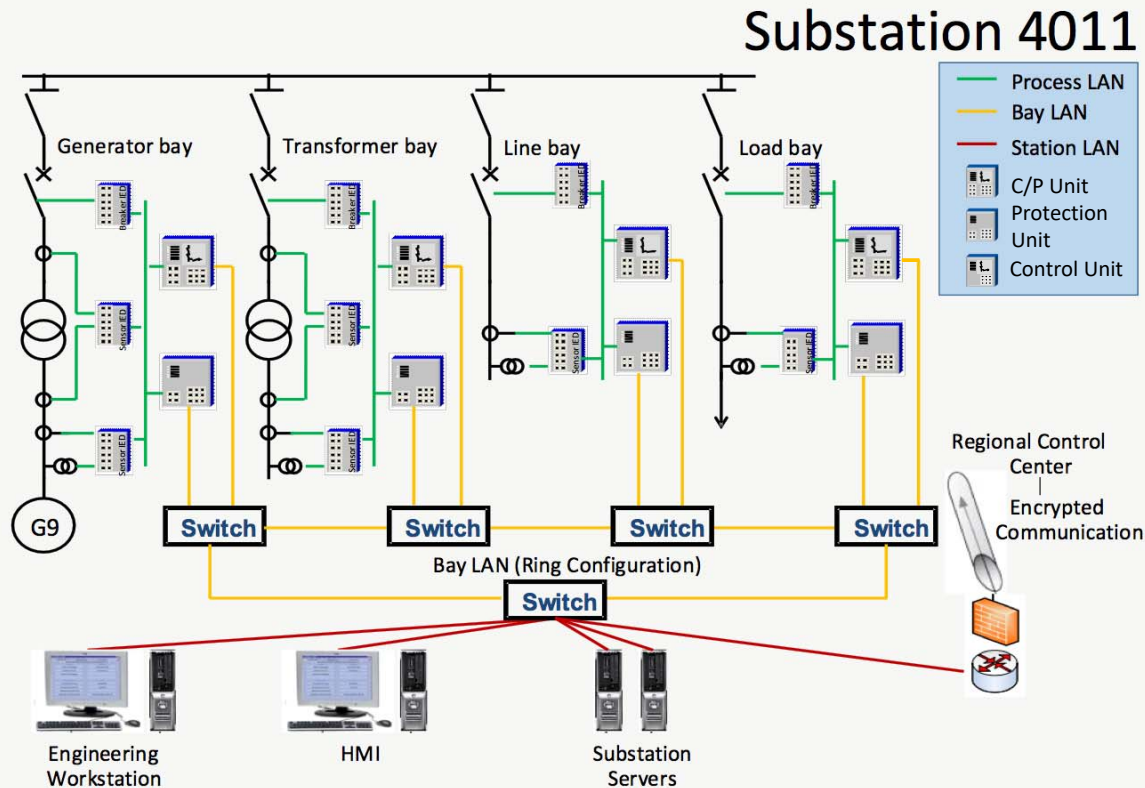 Substation 4011
Process LAN
Bay LAN
Station LAN
C/P Unit
Protection
Unit
Control Unit
Generator bay
Transformer bay
Line bay
Load bay
Breaker IED
Breaker IED
Breaker IED
Breaker IED
Sensor IED
Sensor IED
Sensor IED
Sensor IED
Sensor IED
Sensor IED
G9
Regional Control
Center
Encrypted
Communication
Switch
Switch
Switch
Switch
Bay LAN (Ring Configuration)
Switch
Engineering
Workstation
HMI
Substation
Servers